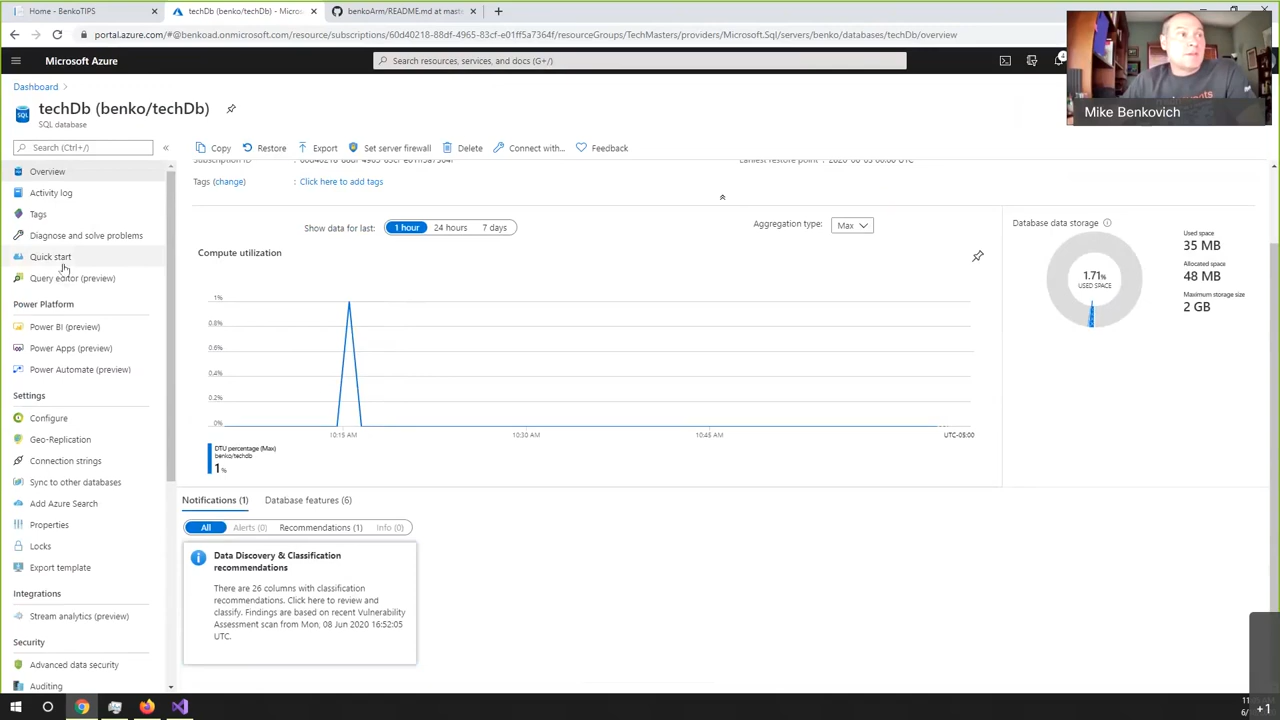 Home - BenkoTIPS
techDb (benko/techDb) - Microsoft
benkoArm/README.md at master
portal.azure.com/#@benkoad.onmicrosoft.com/resource/subscriptions/60d40218-88df-4965-85cf-e01ff5a7364f/resourceGroups/TechMasters/providers/Microsoft.Sql/servers/benko/databases/techDb/overview
Microsoft Azure
Search resources, services, and docs (G+/)
Mike Benkovich
Dashboard >
techDb (benko/techDb)
SQL
SQL database
Search (Ctrl+/)
Copy Restore Export Set server firewall Delete Connect with... Feedback
Tags (change) : Click here to add tags
Overview
Activity log
Tags
Diagnose and solve problems
Quick start
Query editor (preview)
Power Platform
Power BI (preview)
Power Apps (preview)
Power Automate (preview)
Settings
Configure
Geo-Replication
Connection strings
Sync to other databases
Add Azure Search
Properties
Locks
Export template
Integrations
Stream analytics (preview)
Security
Advanced data security
Auditing
Show data for last: 1 hour 24 hours 7 days
Aggregation type: Max
Compute utilization
1%
0.8%
0.6%
0.4%
0.2%
0%
10:15 AM 10:30 AM 10:45 AM UTC-05:00
DTU percentage (Max)
benko/techdb
1 %
Database data storage
1.71%
USED SPACE
Used space
35 MB
Allocated space
48 MB
Maximum storage size
2 GB
Notifications (1) Database features (6)
All Alerts (0) Recommendations (1) Info (0)
Data Discovery & Classification
recommendations
There are 26 columns with classification
recommendations. Click here to review and
classify. Findings are based on recent Vulnerability
Assessment scan from Mon, 08 Jun 2020 16:52:05
UTC.
+1